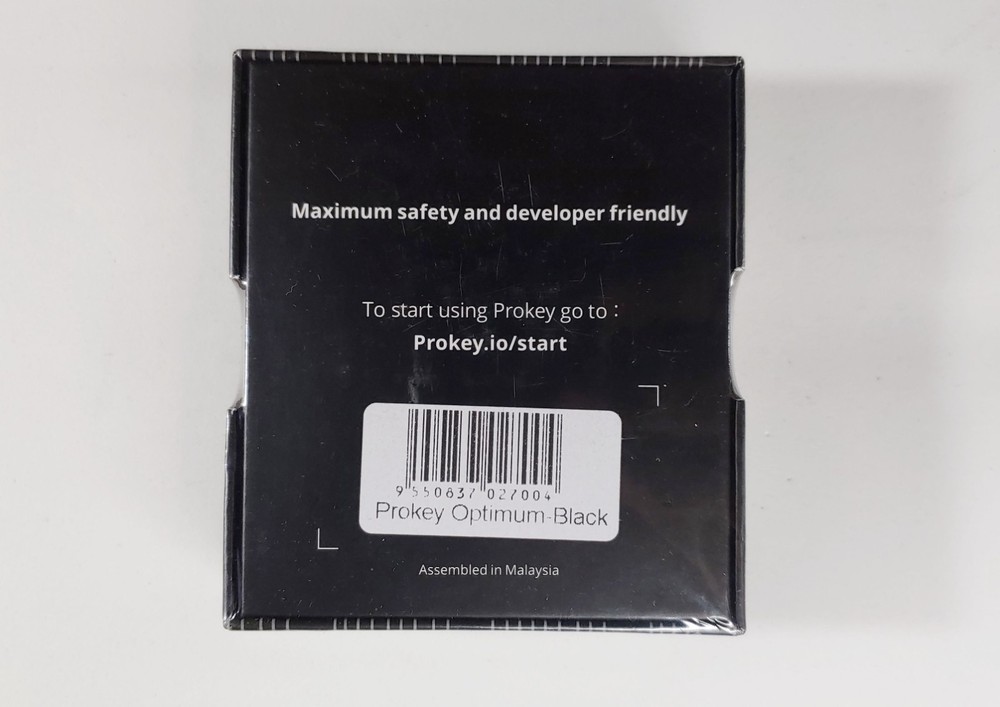 Maximum safety and developer friendly
To start using Prokey go to :
Prokey.io/start
9 550837 027004
Prokey Optimum-Black
Assembled in Malaysia